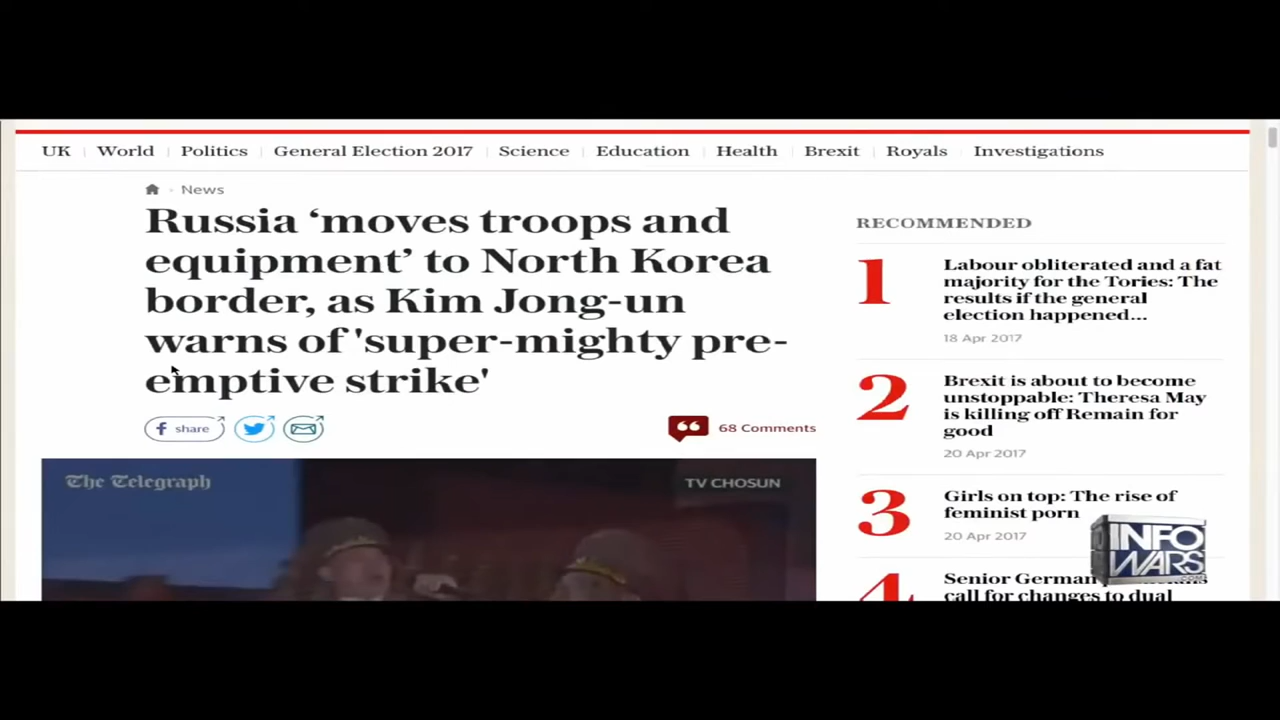 UK World Politics General Election 2017 Science Education Health Brexit Royals Investigations
News
Russia ‘moves troops and
equipment’ to North Korea
border, as Kim Jong-un
warns of 'super-mighty pre-
emptive strike'
share
68 Comments
The Telegraph
TV CHOSUN
RECOMMENDED
1
Labour obliterated and a fat
majority for the Tories: The
results if the general
election happened...
18 Apr 2017
2
Brexit is about to become
unstoppable: Theresa May
is killing off Remain for
good
20 Apr 2017
3
Girls on top: The rise of
feminist porn
20 Apr 2017
4
Senior German
call for changes to dual
INFO
WARS